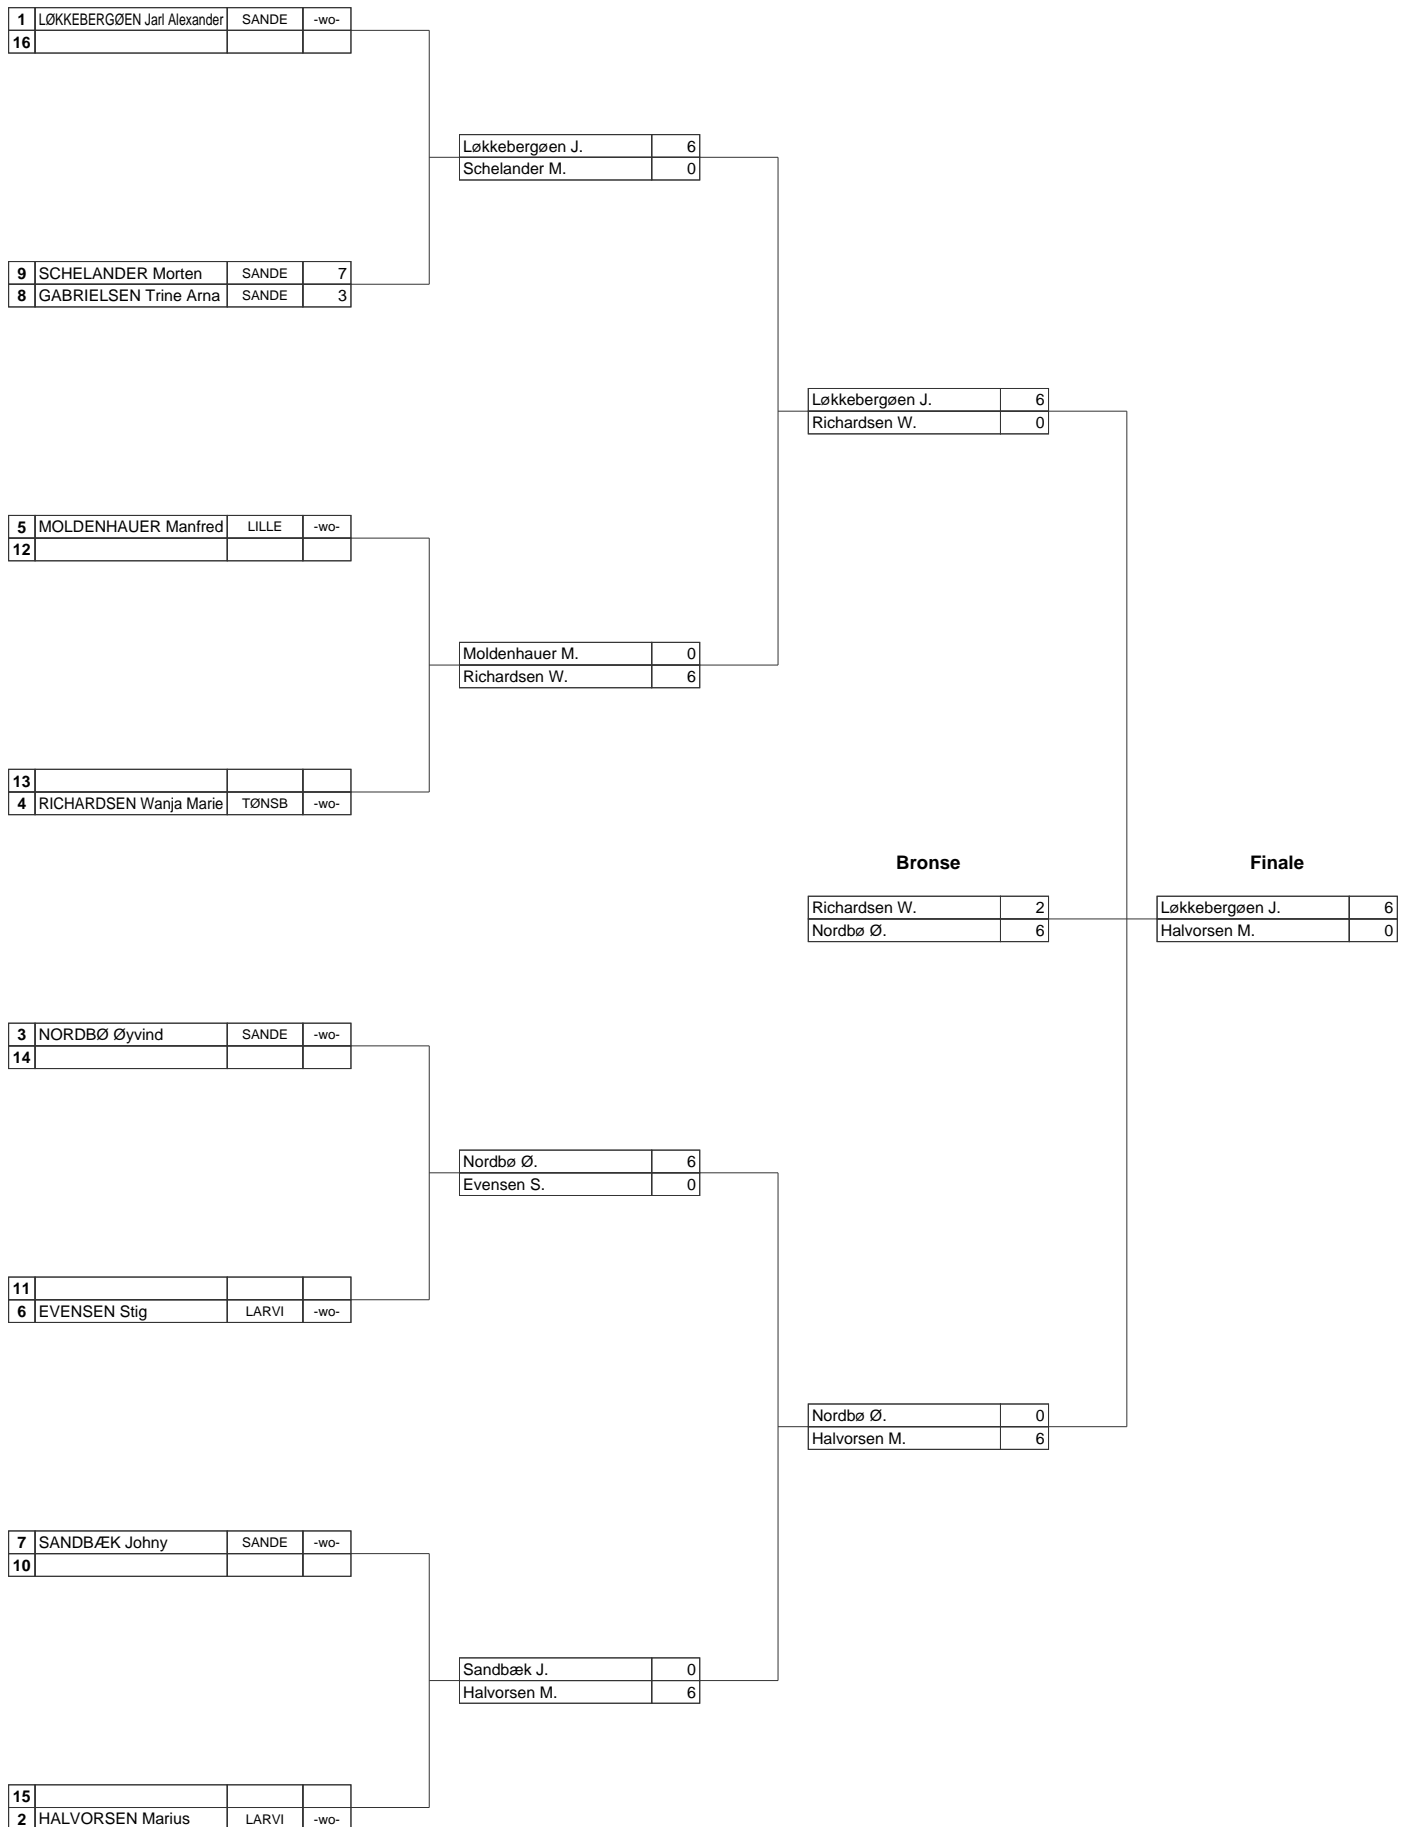 1 LØKKEBERGØEN Jarl Alexander SANDE -wo-
16
Løkkebergøen J. 6
Schelander M. 0
9 SCHELANDER Morten SANDE 7
8 GABRIELSEN Trine Arna SANDE 3
Løkkebergøen J. 6
Richardsen W. 0
5 MOLDENHAUER Manfred LILLE -wo-
12
Moldenhauer M. 0
Richardsen W. 6
13
4 RICHARDSEN Wanja Marie TØNSB -wo-
Bronse Finale
Richardsen W. 2 Løkkebergøen J. 6
Nordbø Ø. 6 Halvorsen M. 0
3 NORDBØ Øyvind SANDE -wo-
14
Nordbø Ø. 6
Evensen S. 0
11
6 EVENSEN Stig LARVI -wo-
Nordbø Ø. 0
Halvorsen M. 6
7 SANDBÆK Johny SANDE -wo-
10
Sandbæk J. 0
Halvorsen M. 6
15
2 HALVORSEN Marius LARVI -wo-